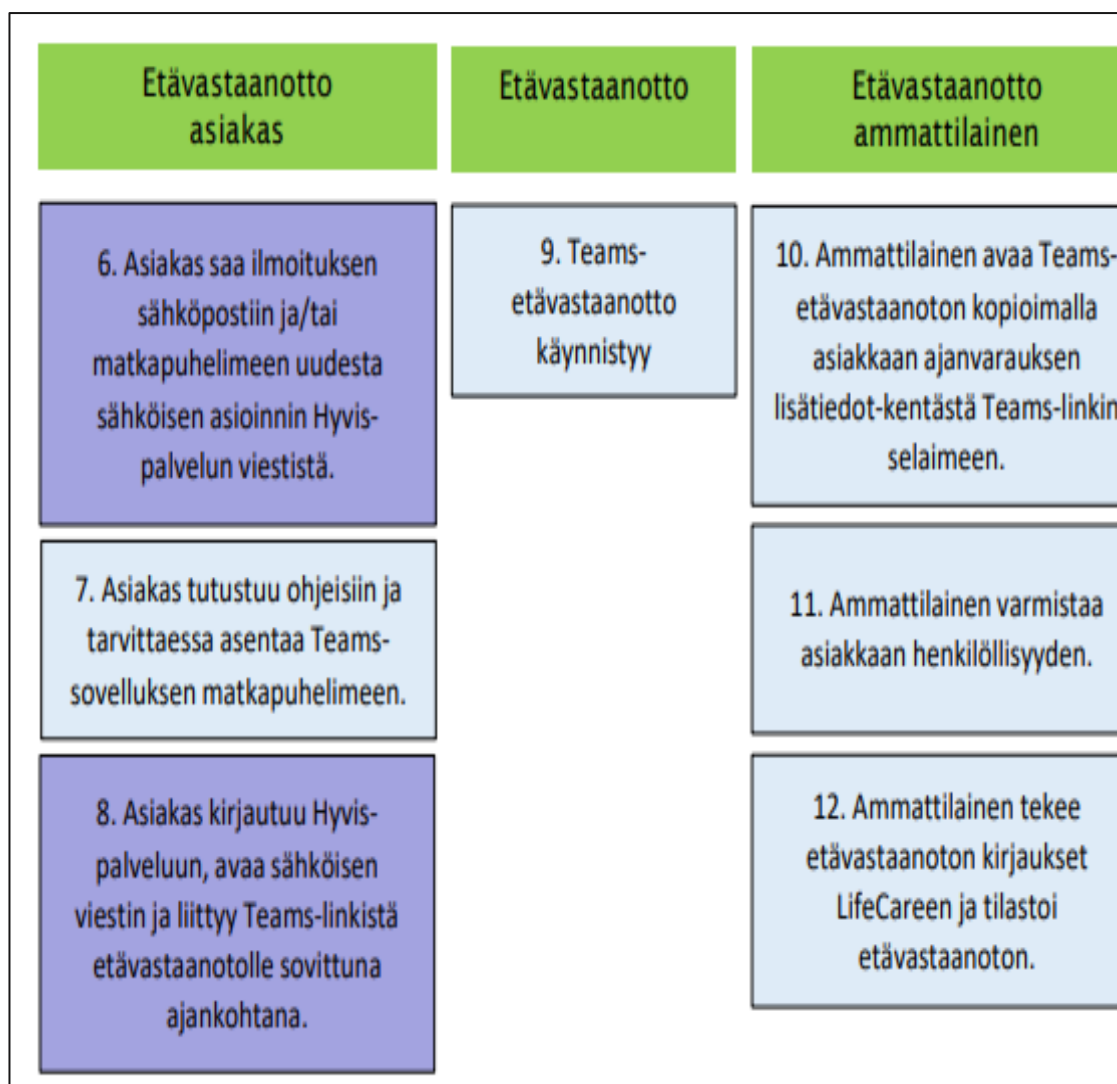 Etävastaanotto
asiakas
6. Asiakas saa ilmoituksen
sähköpostiin ja/tai
matkapuhelimeen uudesta
sähköisen asioinnin Hyvis-
palvelun viestistä.
7. Asiakas tutustuu ohjeisiin ja
tarvittaessa asentaa Teams-
sovelluksen matkapuhelimeen.
8. Asiakas kirjautuu Hyvis-
palveluun, avaa sähköisen
viestin ja liittyy Teams-linkistä
etävastaanotolle sovittuna
ajankohtana.
Etävastaanotto
9. Teams-
etävastaanotto
käynnistyy
Etävastaanotto
ammattilainen
10. Ammattilainen avaa Teams-
etävastaanoton kopioimalla
asiakkaan ajanvarauksen
lisätiedot-kentästä Teams-linkin
selaimeen.
11. Ammattilainen varmistaa
asiakkaan henkilöllisyyden.
12. Ammattilainen tekee
etävastaanoton kirjaukset
LifeCareen ja tilastoi
etävastaanoton.